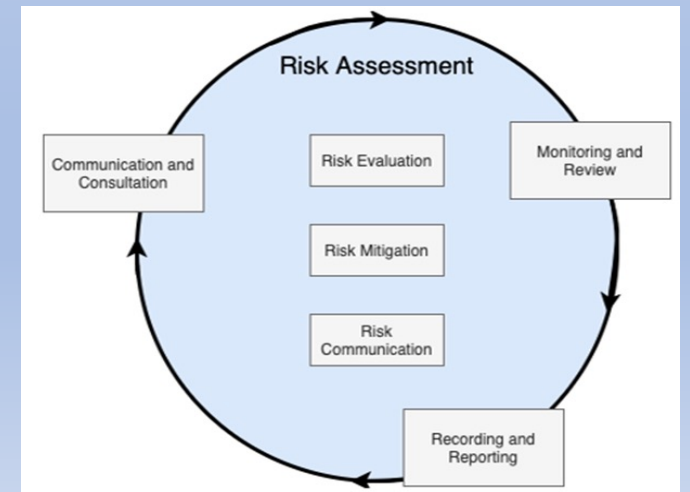 Risk Assessment
Communication and
Consultation
Risk Evaluation
Monitoring and
Review
Risk Mitigation
Risk
Communication
Recording and
Reporting